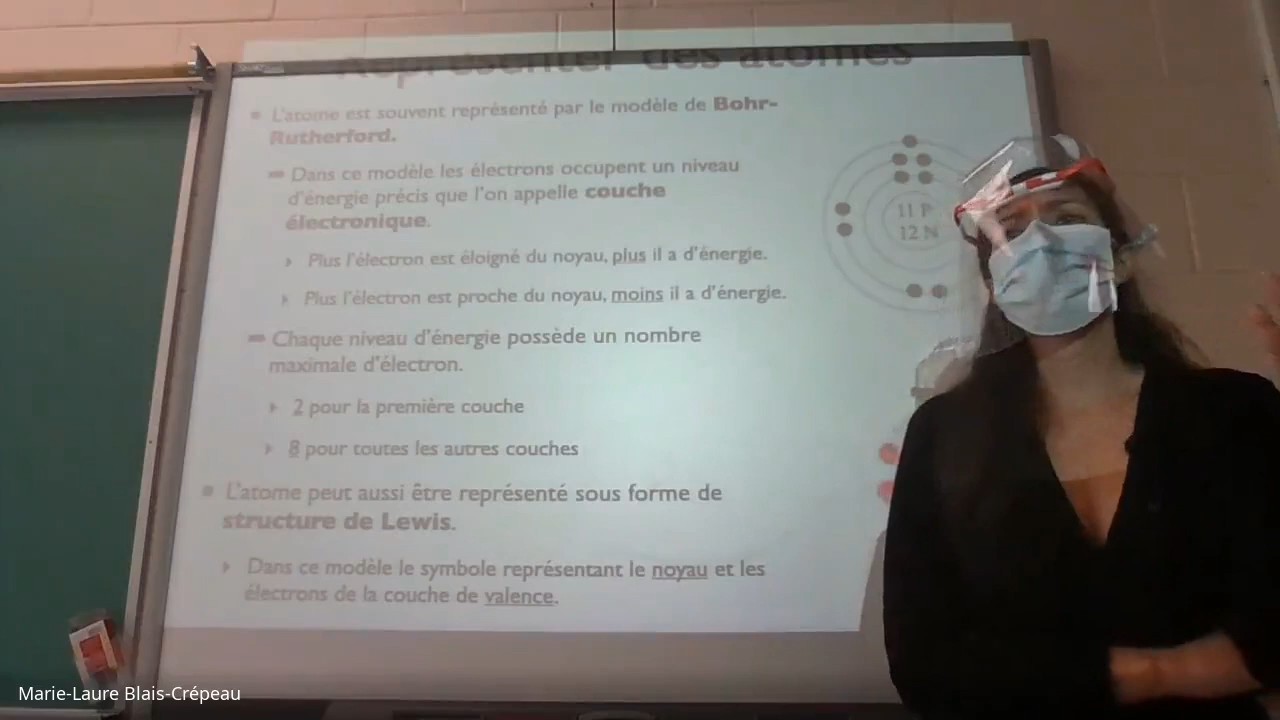 Représenter des atomes
L'atome est souvent représenté par le modèle de Bohr-
Rutherford.
Dans ce modèle les électrons occupent un niveau
d'énergie précis que l'on appelle couche
électronique.
Plus l'électron est éloigné du noyau, plus il a d'énergie.
Plus l'électron est proche du noyau, moins il a d'énergie.
Chaque niveau d'énergie possède un nombre
maximale d'électron.
2 pour la première couche
8 pour toutes les autres couches
L'atome peut aussi être représenté sous forme de
structure de Lewis.
Dans ce modèle le symbole représentant le noyau et les
électrons de la couche de valence.
11 P
12 N
Marie-Laure Blais-Crépeau